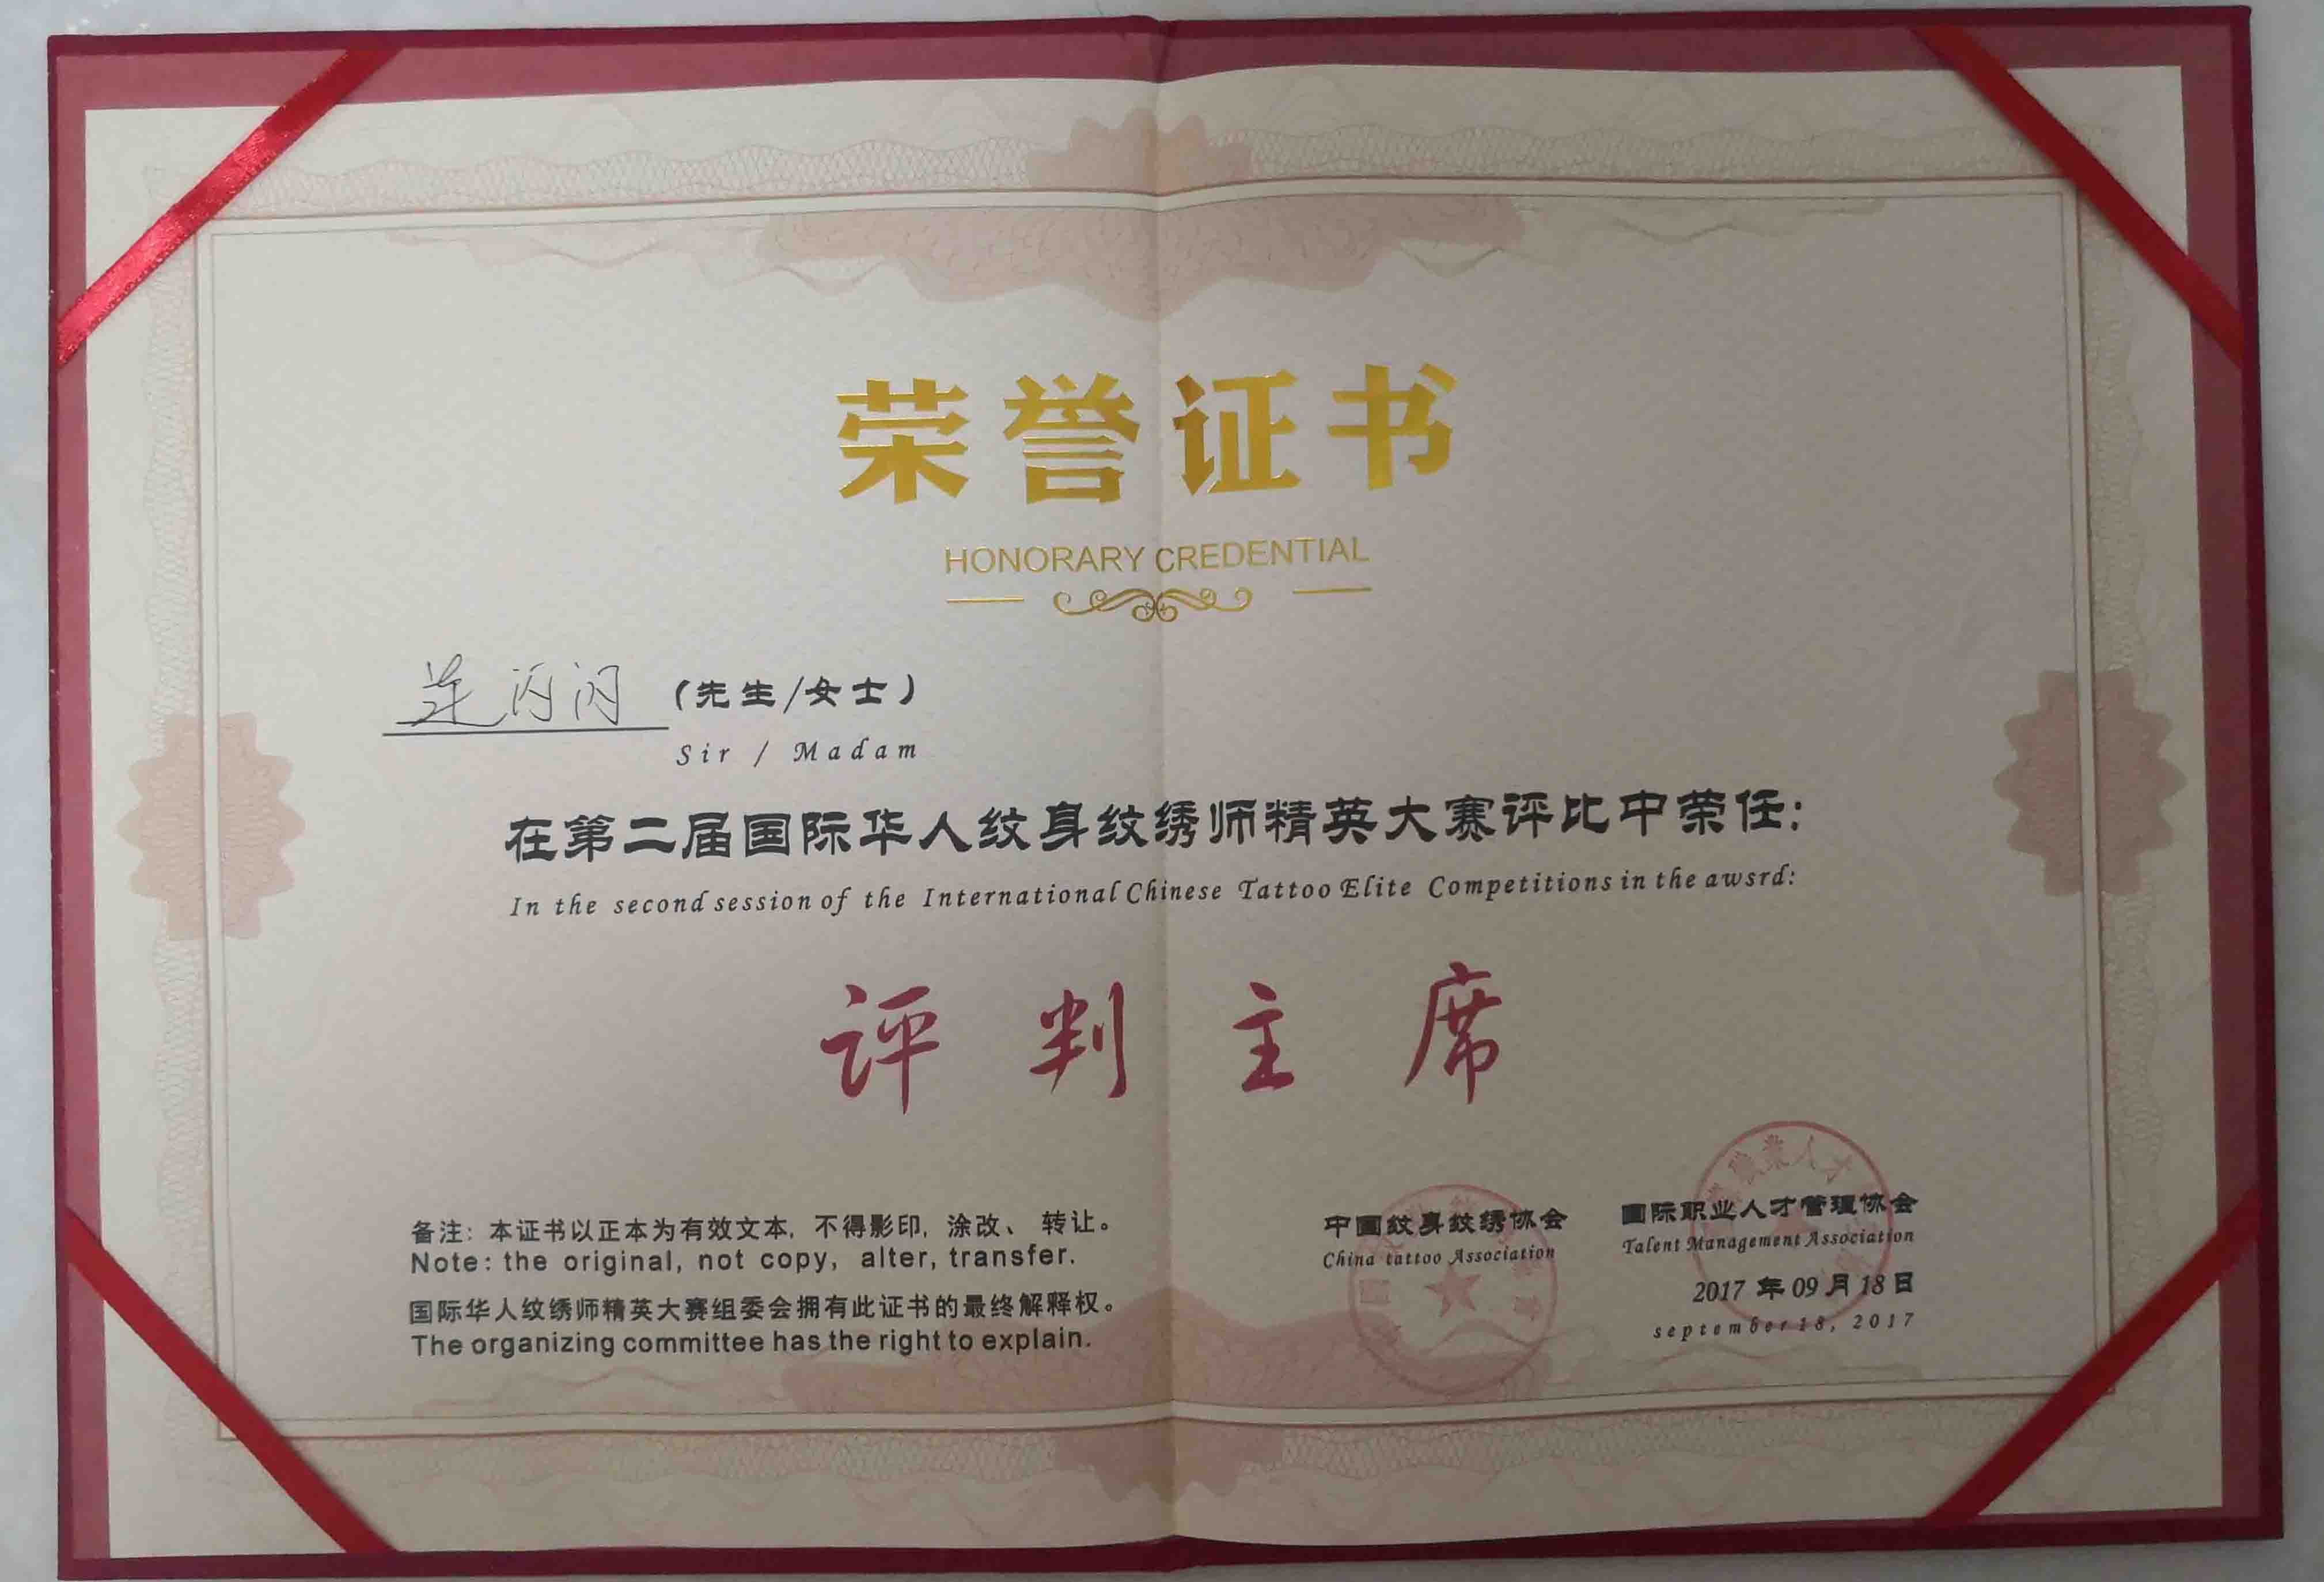 荣誉证书
HONORARY CREDENTIAL
闪闪 (先生/女士)
Sir / Madam
在第二届国际华人纹身纹绣师精英大赛评比中荣任:
In the second session of the International Chinese Tattoo Elite Competitions in the awsrd:
评判主席
备注: 本证书以正本为有效文本, 不得影印, 涂改、 转让。
Note: the original, not copy, alter, transfer.
国际华人纹绣师精英大赛组委会拥有此证书的最终解释权。
The organizing committee has the right to explain.
中国纹身纹绣协会
China tattoo Association
国际职业人才管理协会
Talent Management Association
2017 年 09 月 18 日
september 18, 2017